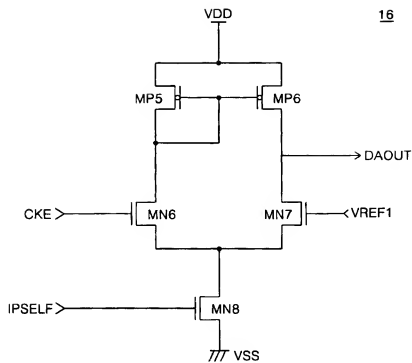 VDD
16
MP5
MP6
DAOUT
CKE
MN6
MN7
VREF1
IPSELF
MN8
VSS